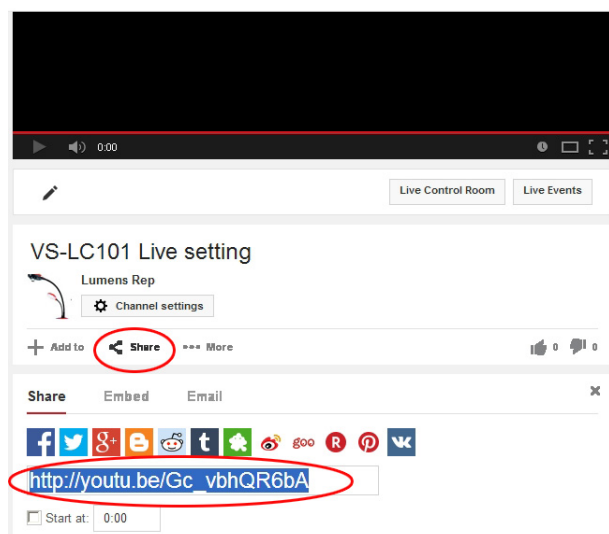 0:00
Live Control Room Live Events
VS-LC101 Live setting
Lumens Rep
Channel settings
Add to Share More 0 0
Share Embed Email
f g+ B t goo R P VK
http://youtu.be/Gc_vbhQR6bA
Start at: 0:00